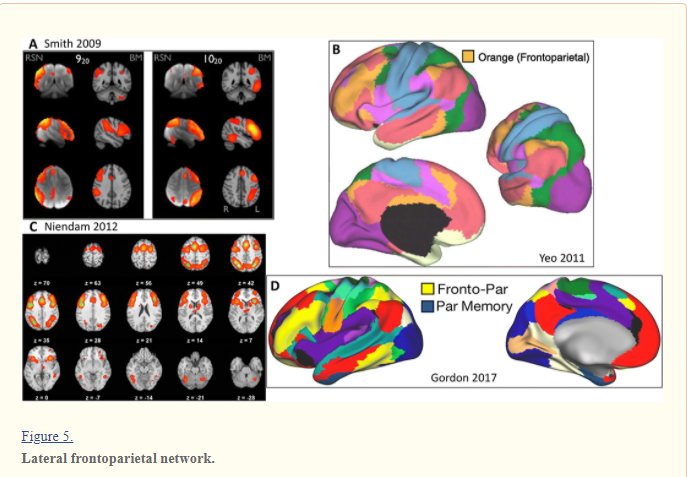 A Smith 2009
RSN 9₂₀ BM RSN 10₂₀ BM
R L
B
Orange (Frontoparietal)
Yeo 2011
C Niendam 2012
z = 70 z = 63 z = 56 z = 49 z = 42
z = 35 z = 28 z = 21 z = 14 z = 7
z = 0 z = -7 z = -14 z = -21 z = -28
D
Fronto-Par
Par Memory
Gordon 2017
Figure 5.
Lateral frontoparietal network.